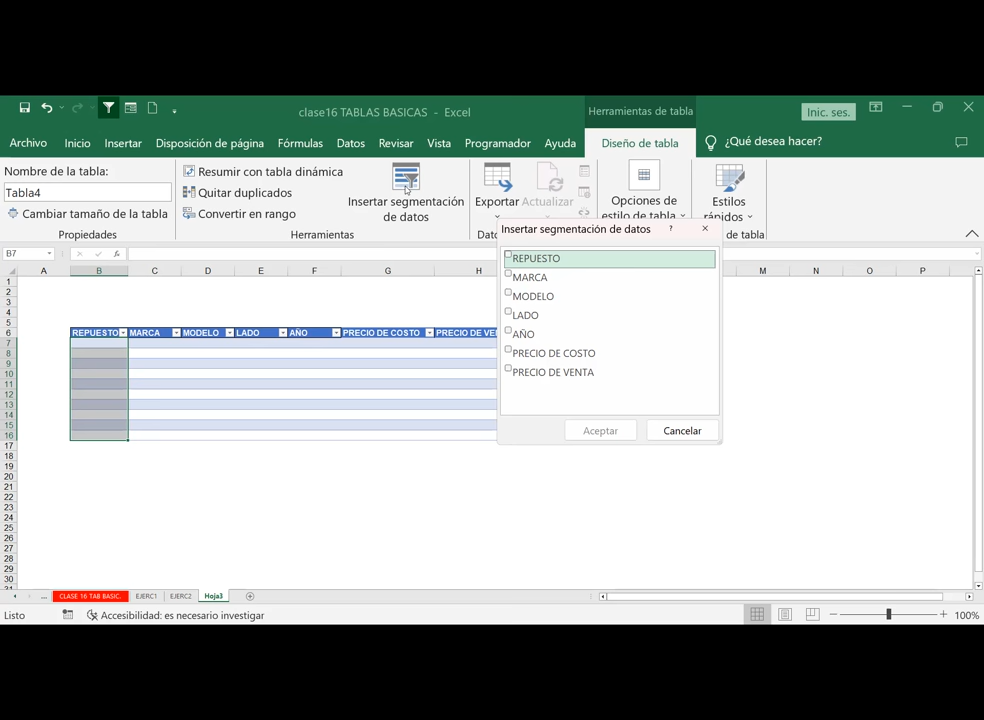 clase16 TABLAS BASICAS - Excel
Herramientas de tabla
Inic. ses.
Archivo Inicio Insertar Disposición de página Fórmulas Datos Revisar Vista Programador Ayuda Diseño de tabla ¿Qué desea hacer?
Nombre de la tabla:
Tabla4
Cambiar tamaño de la tabla
Propiedades
Resumir con tabla dinámica
Quitar duplicados
Convertir en rango
Insertar segmentación
de datos
Herramientas
Exportar Actualizar
Opciones de
estilo de tabla
Estilos
rápidos
de tabla
Insertar segmentación de datos ?
REPUESTO
MARCA
MODELO
LADO
AÑO
PRECIO DE COSTO
PRECIO DE VENTA
Aceptar Cancelar
B7 fx
A B C D E F G H M N O P
1
2
3
4
5
6 REPUESTO MARCA MODELO LADO AÑO PRECIO DE COSTO
7
8
9
10
11
12
13
14
15
16
17
18
19
20
21
22
23
24
25
26
27
28
29
30
... CLASE 16 TAB BASIC. EJERC1 EJERC2 Hoja3
Listo Accesibilidad: es necesario investigar 100%